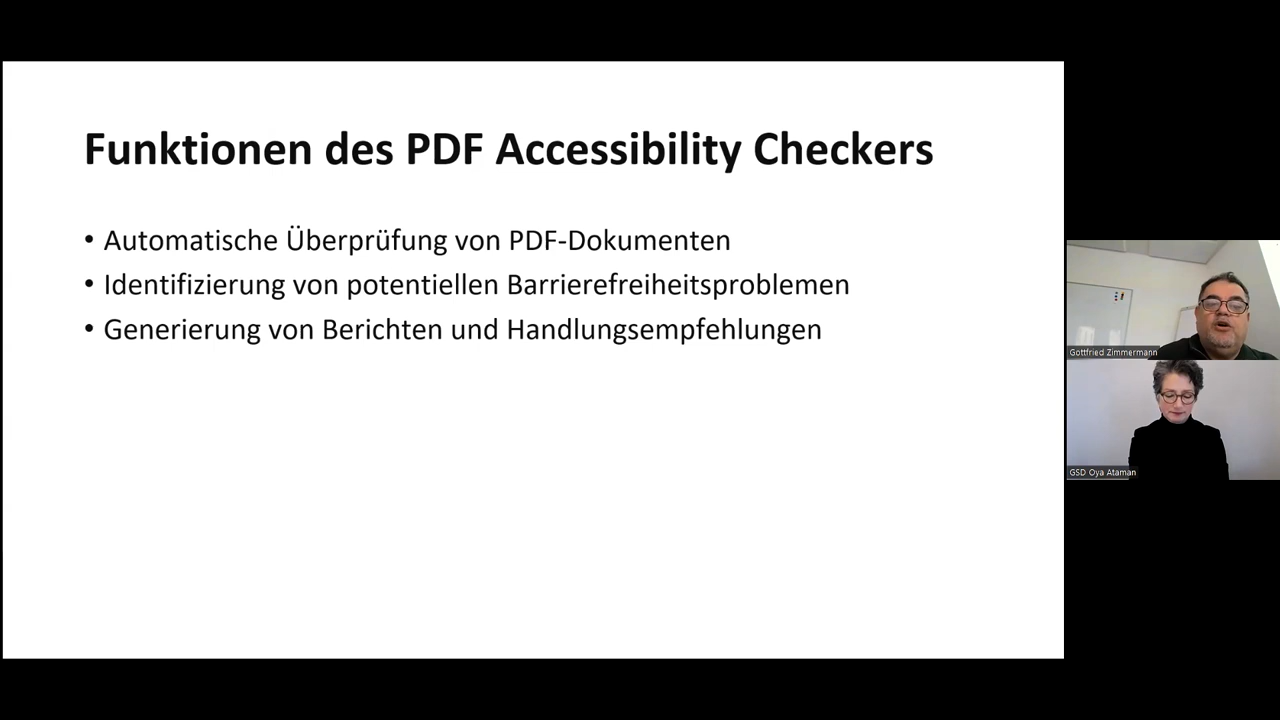 Funktionen des PDF Accessibility Checkers
• Automatische Überprüfung von PDF-Dokumenten
• Identifizierung von potentiellen Barrierefreiheitsproblemen
• Generierung von Berichten und Handlungsempfehlungen
Gottfried Zimmermann
GSD Oya Ataman